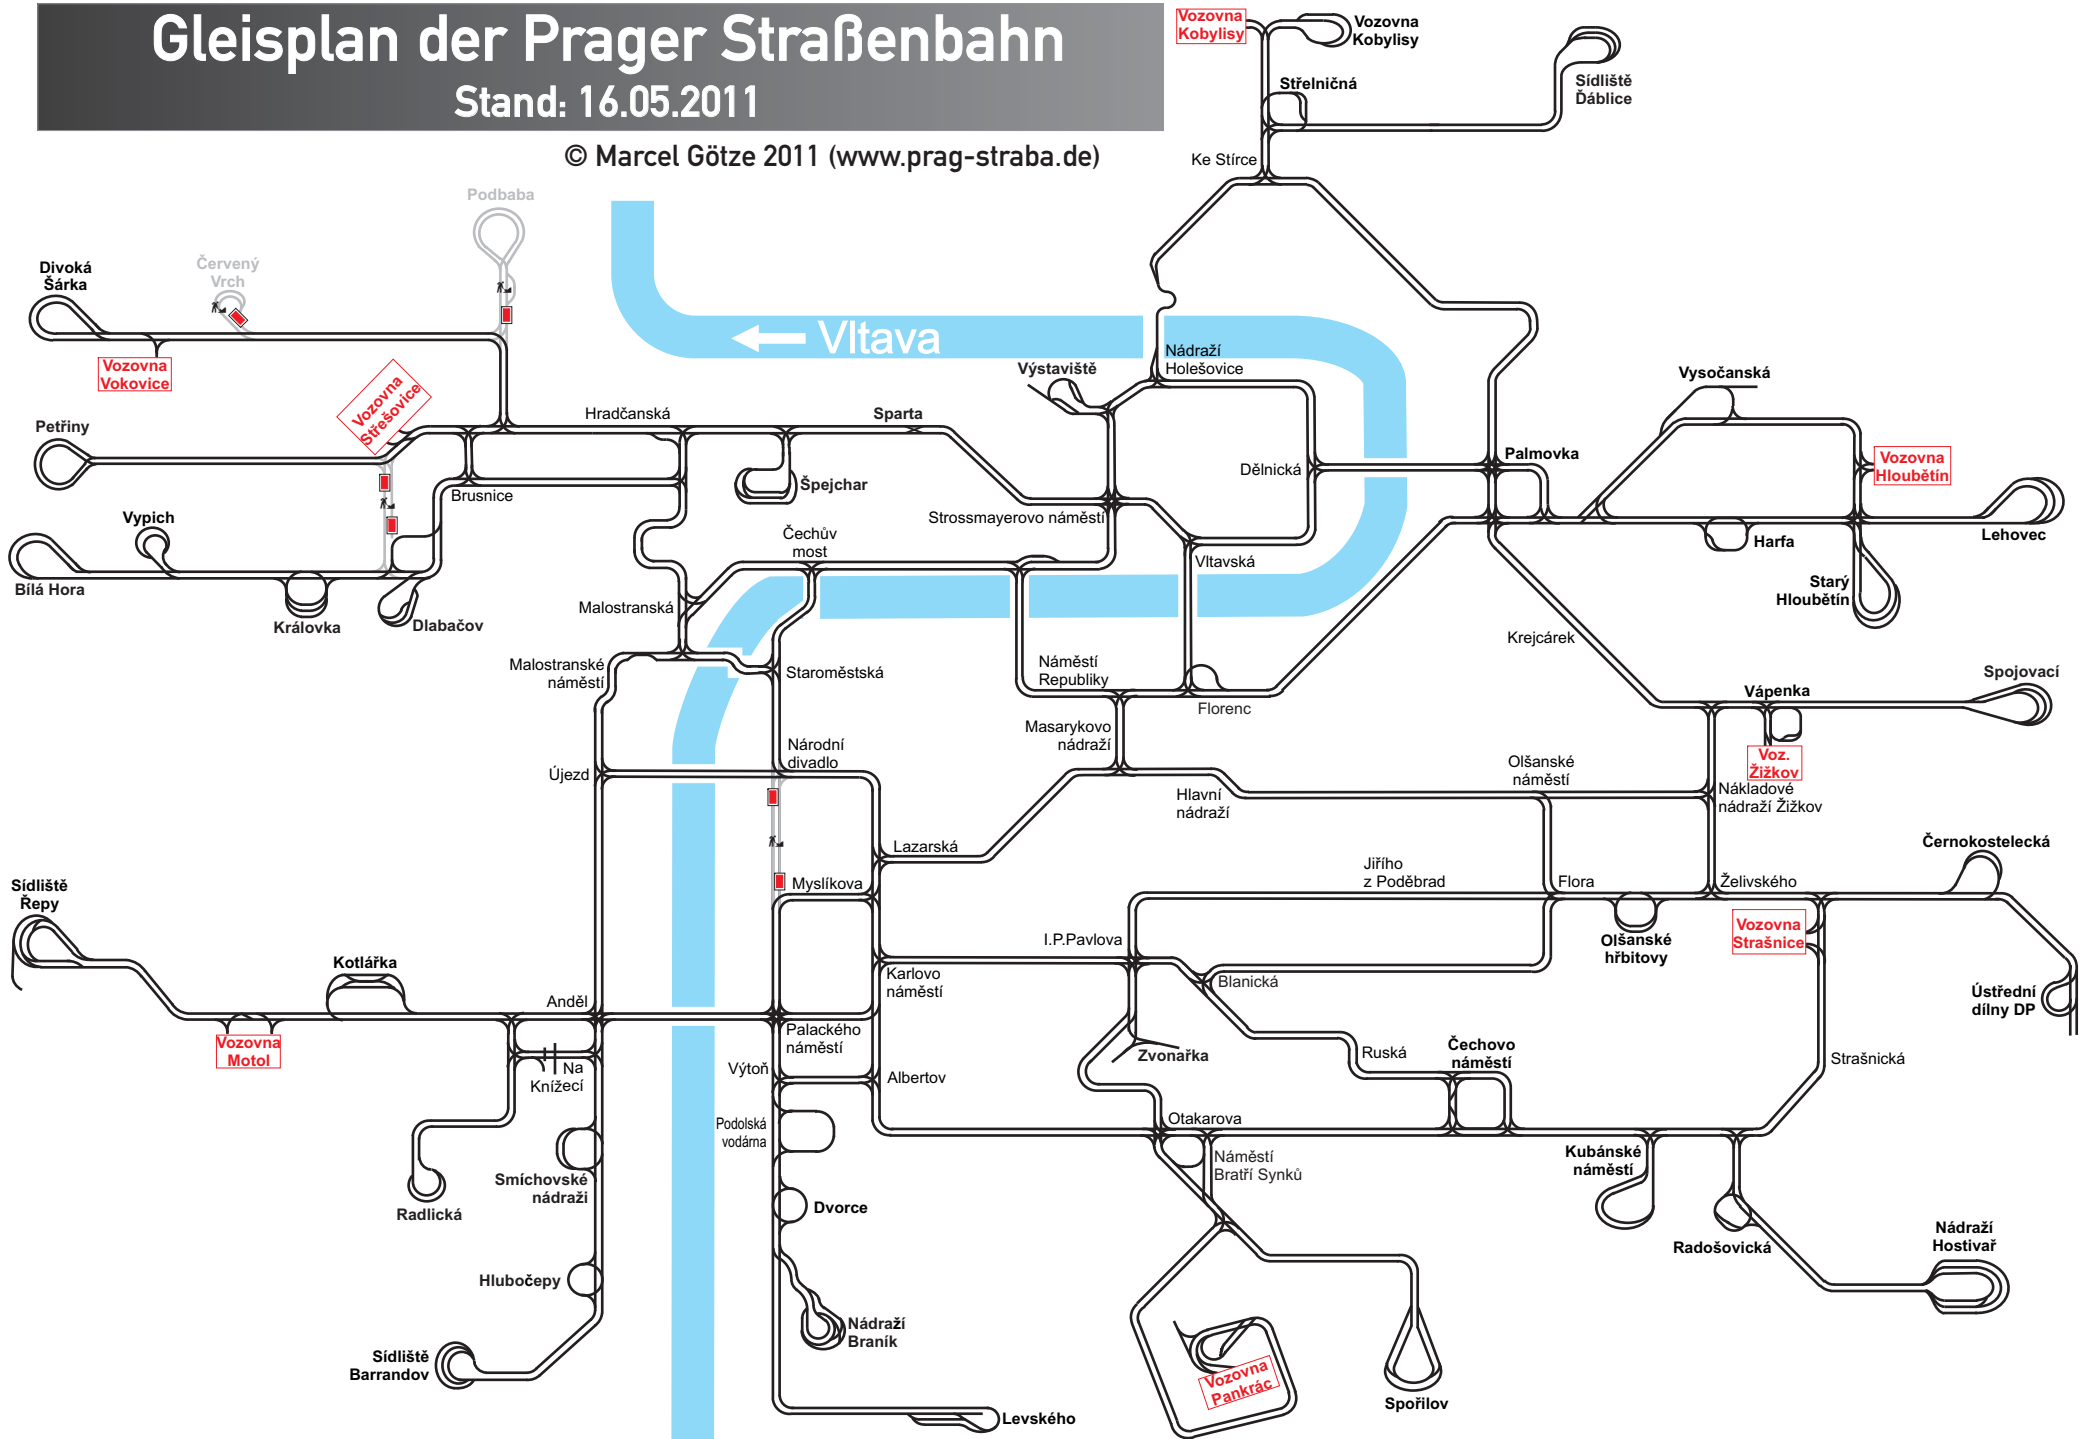 Gleisplan der Prager Straßenbahn
Stand: 16.05.2011
© Marcel Götze 2011 (www.prag-straba.de)
Vozovna
Kobylisy
Vozovna
Kobylisy
Střelničná
Sídliště
Ďáblice
Ke Stírce
Podbaba
Červený
Vrch
Divoká
Šárka
Vozovna
Vokovice
Vozovna
Střešovice
Vltava
Nádraží
Holešovice
Výstaviště
Vysočanská
Petřiny
Hradčanská
Sparta
Palmovka
Dělnická
Vozovna
Hloubětín
Brusnice
Špejchar
Strossmayerovo náměstí
Vypich
Čechův
most
Vltavská
Harfa
Lehovec
Bílá Hora
Královka
Dlabačov
Malostranská
Starý
Hloubětín
Krejcárek
Malostranské
náměstí
Staroměstská
Náměstí
Republiky
Florenc
Spojovací
Vápenka
Masarykovo
nádraží
Národní
divadlo
Újezd
Olšanské
náměstí
Voz.
Žižkov
Hlavní
nádraží
Nákladové
nádraží Žižkov
Lazarská
Černokostelecká
Jiřího
z Poděbrad
Myslíkova
Flora
Želivského
Sídliště
Řepy
Vozovna
Strašnice
I.P.Pavlova
Olšanské
hřbitovy
Kotlářka
Karlovo
náměstí
Blanická
Ústřední
dílny DP
Anděl
Palackého
náměstí
Vozovna
Motol
Na
Knížecí
Výtoň
Albertov
Zvonařka
Ruská
Čechovo
náměstí
Strašnická
Podolská
vodárna
Otakarova
Náměstí
Bratří Synků
Kubánské
náměstí
Smíchovské
nádraži
Radlická
Dvorce
Radošovická
Nádraží
Hostivař
Hlubočepy
Nádraží
Braník
Sídliště
Barrandov
Vozovna
Pankrác
Spořilov
Levského